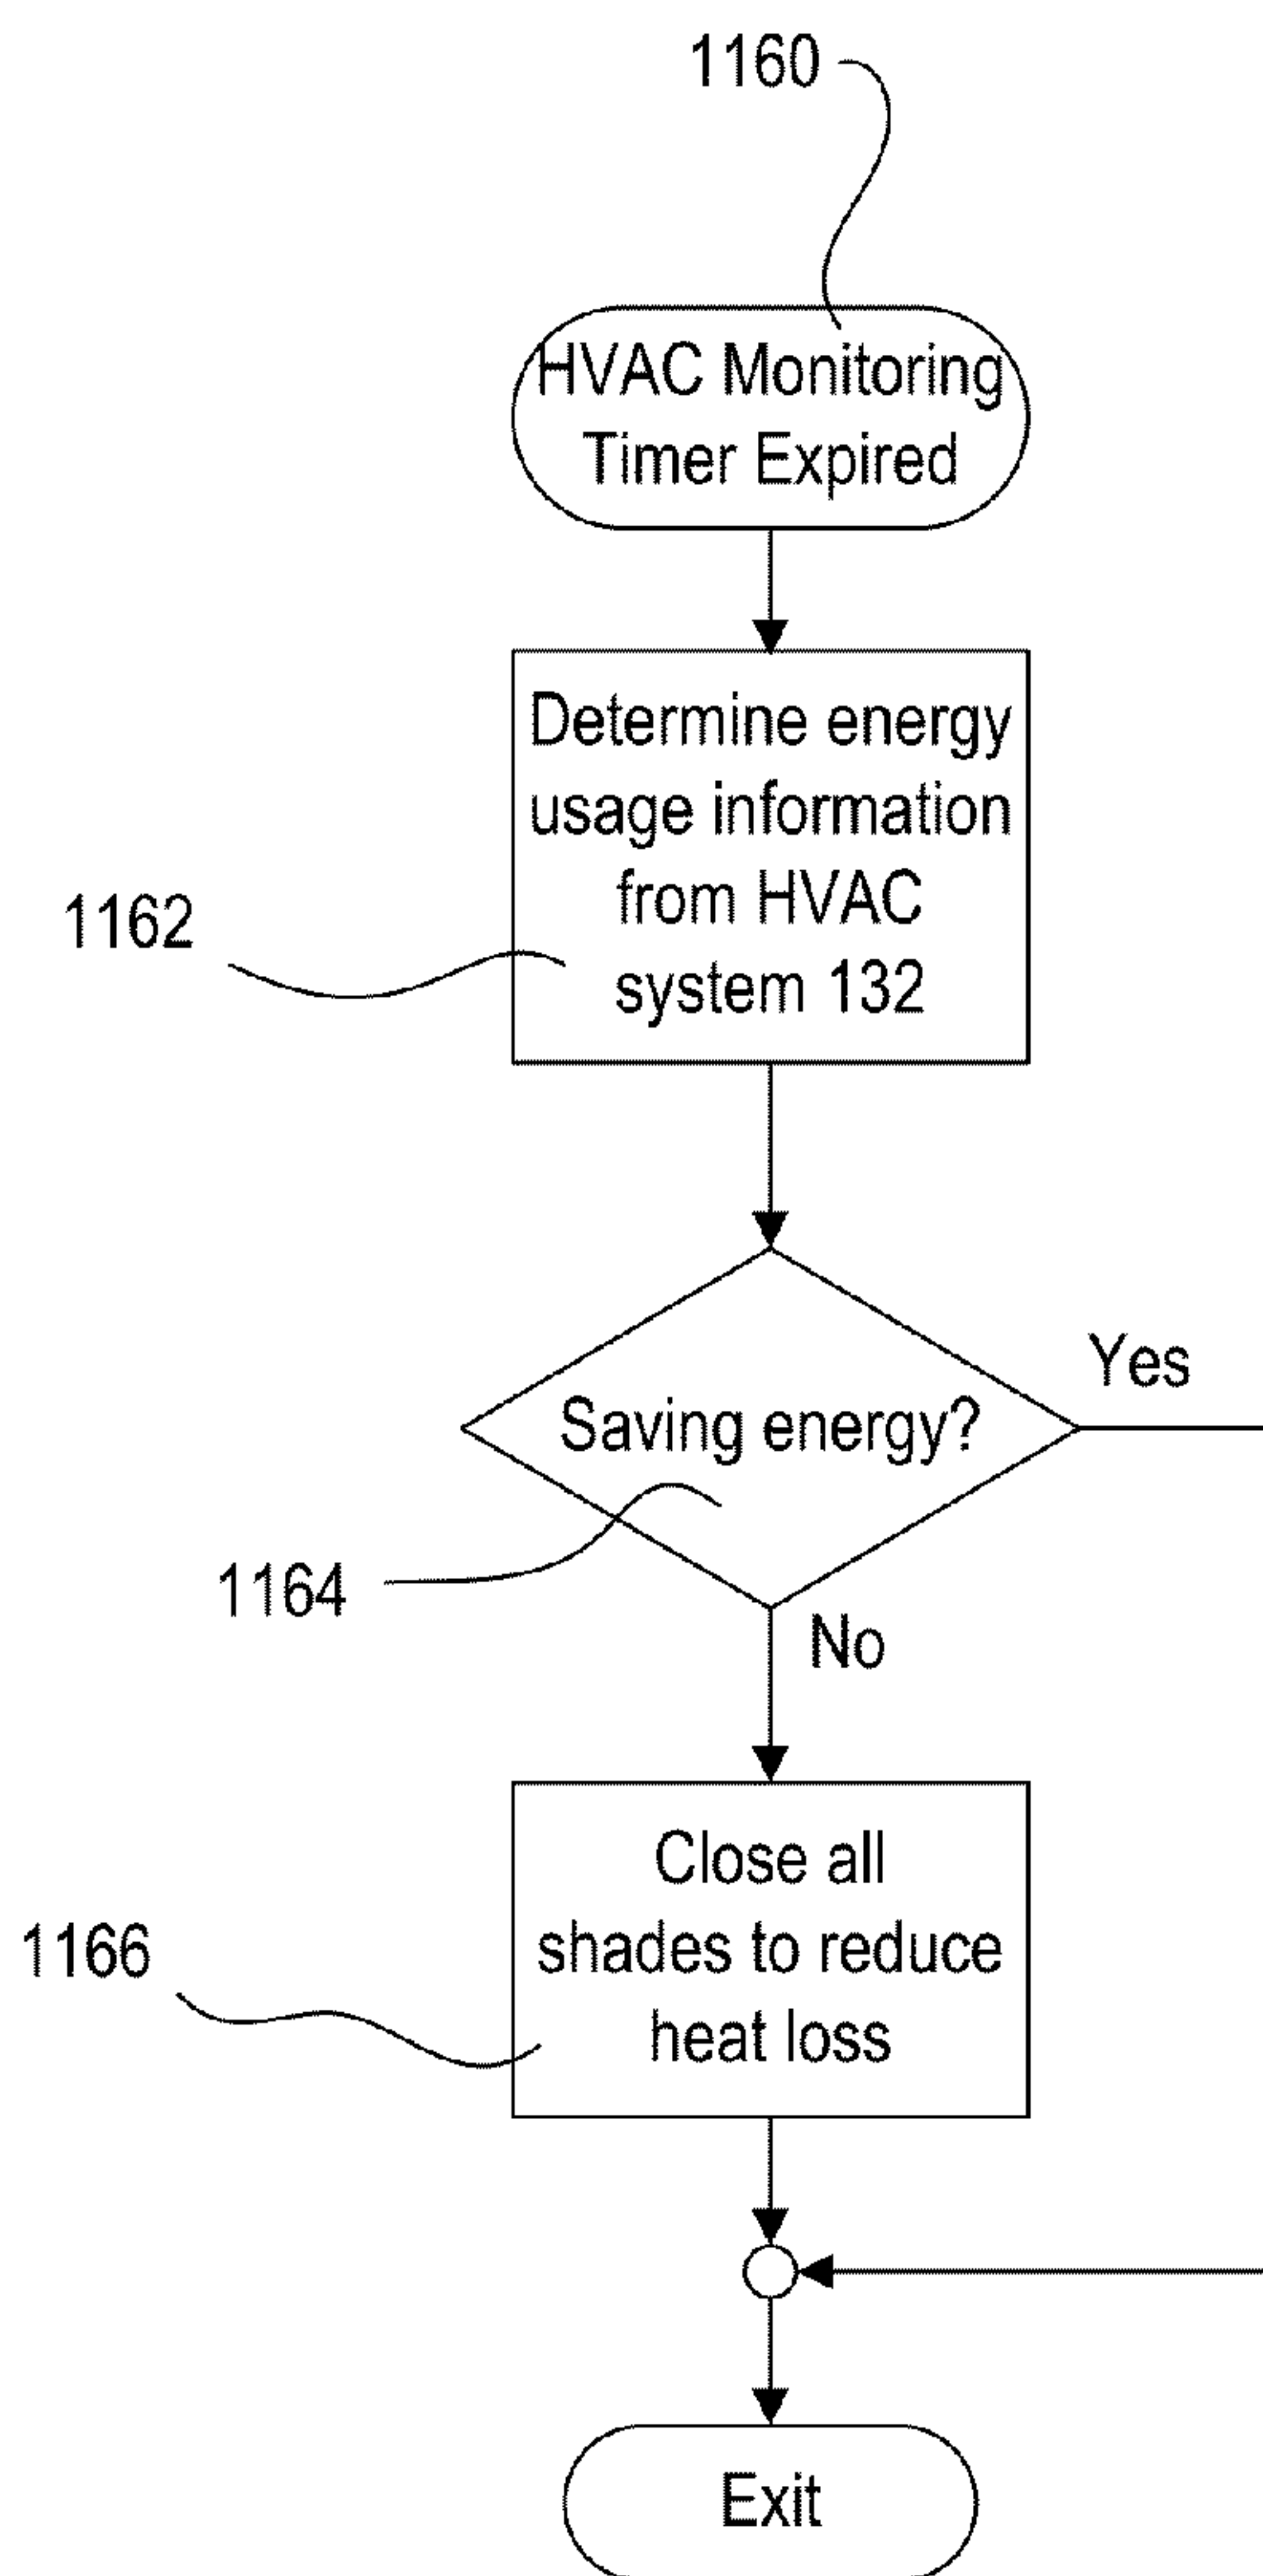 1160
HVAC Monitoring
Timer Expired
Determine energy
usage information
from HVAC
system 132
1162
Yes
Saving energy?
1164
No
Close all
shades to reduce
heat loss
1166
Exit